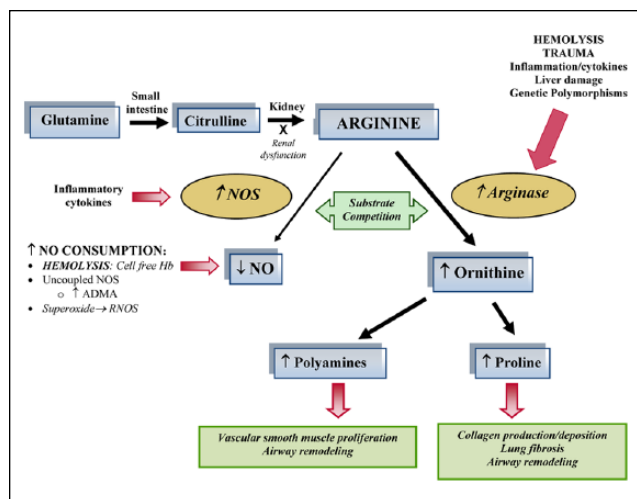 HEMOLYSIS
TRAUMA
Inflammation/cytokines
Liver damage
Genetic Polymorphisms
Small
intestine
Kidney
Glutamine
Citrulline
X
Renal
dysfunction
ARGININE
Inflammatory
cytokines
↑NOS
Substrate
Competition
↑Arginase
↑ NO CONSUMPTION:
• HEMOLYSIS: Cell free Hb
• Uncoupled NOS
o ↑ ADMA
• Superoxide→ RNOS
↓ NO
↑ Ornithine
↑ Polyamines
↑ Proline
Vascular smooth muscle proliferation
Airway remodeling
Collagen production/deposition
Lung fibrosis
Airway remodeling